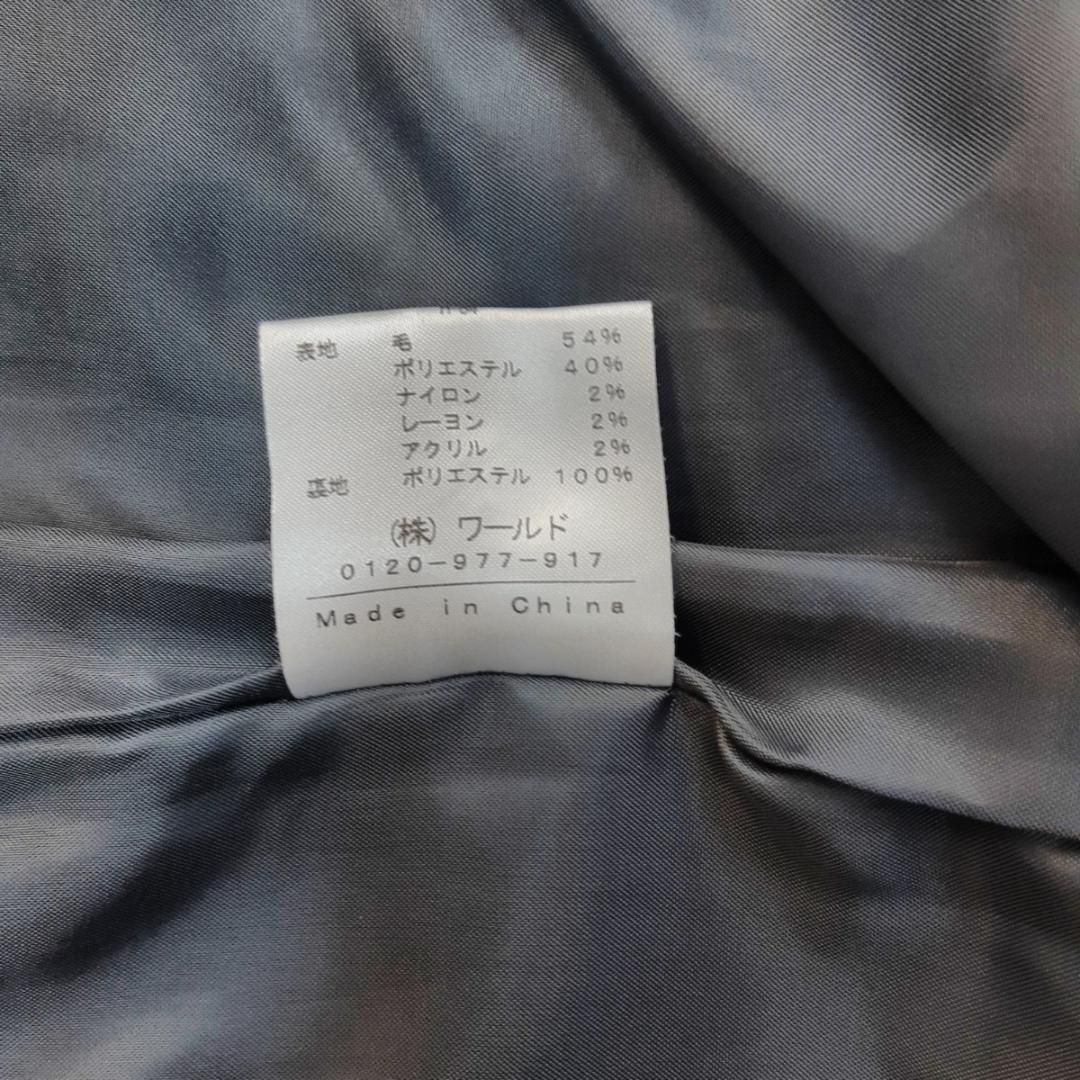 表地 毛 54%
ポリエステル 40%
ナイロン 2%
レーヨン 2%
アクリル 2%
裏地 ポリエステル 100%
(株) ワールド
0120-977-917
Made in China